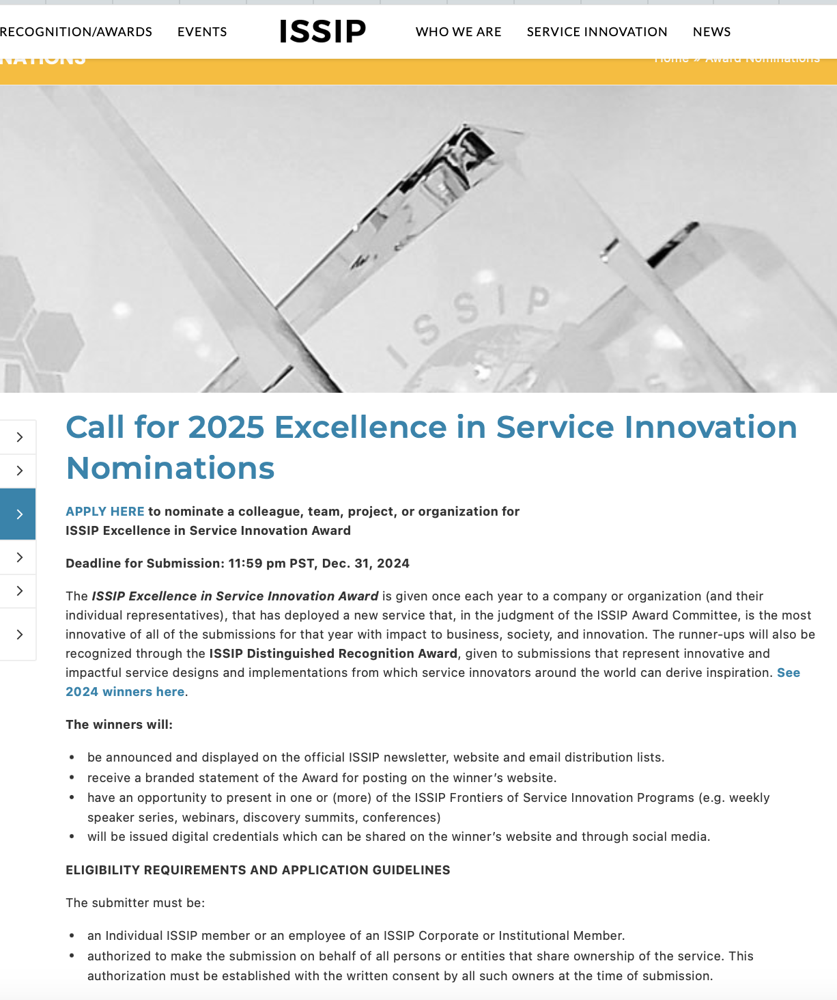 RECOGNITION/AWARDS EVENTS ISSIP WHO WE ARE SERVICE INNOVATION NEWS
NATIONS Home » Award Nominations
ISSIP
Call for 2025 Excellence in Service Innovation
Nominations
APPLY HERE to nominate a colleague, team, project, or organization for
ISSIP Excellence in Service Innovation Award
Deadline for Submission: 11:59 pm PST, Dec. 31, 2024
The ISSIP Excellence in Service Innovation Award is given once each year to a company or organization (and their
individual representatives), that has deployed a new service that, in the judgment of the ISSIP Award Committee, is the most
innovative of all of the submissions for that year with impact to business, society, and innovation. The runner-ups will also be
recognized through the ISSIP Distinguished Recognition Award, given to submissions that represent innovative and
impactful service designs and implementations from which service innovators around the world can derive inspiration. See
2024 winners here.
The winners will:
• be announced and displayed on the official ISSIP newsletter, website and email distribution lists.
• receive a branded statement of the Award for posting on the winner’s website.
• have an opportunity to present in one or (more) of the ISSIP Frontiers of Service Innovation Programs (e.g. weekly
speaker series, webinars, discovery summits, conferences)
• will be issued digital credentials which can be shared on the winner’s website and through social media.
ELIGIBILITY REQUIREMENTS AND APPLICATION GUIDELINES
The submitter must be:
• an Individual ISSIP member or an employee of an ISSIP Corporate or Institutional Member.
• authorized to make the submission on behalf of all persons or entities that share ownership of the service. This
authorization must be established with the written consent by all such owners at the time of submission.